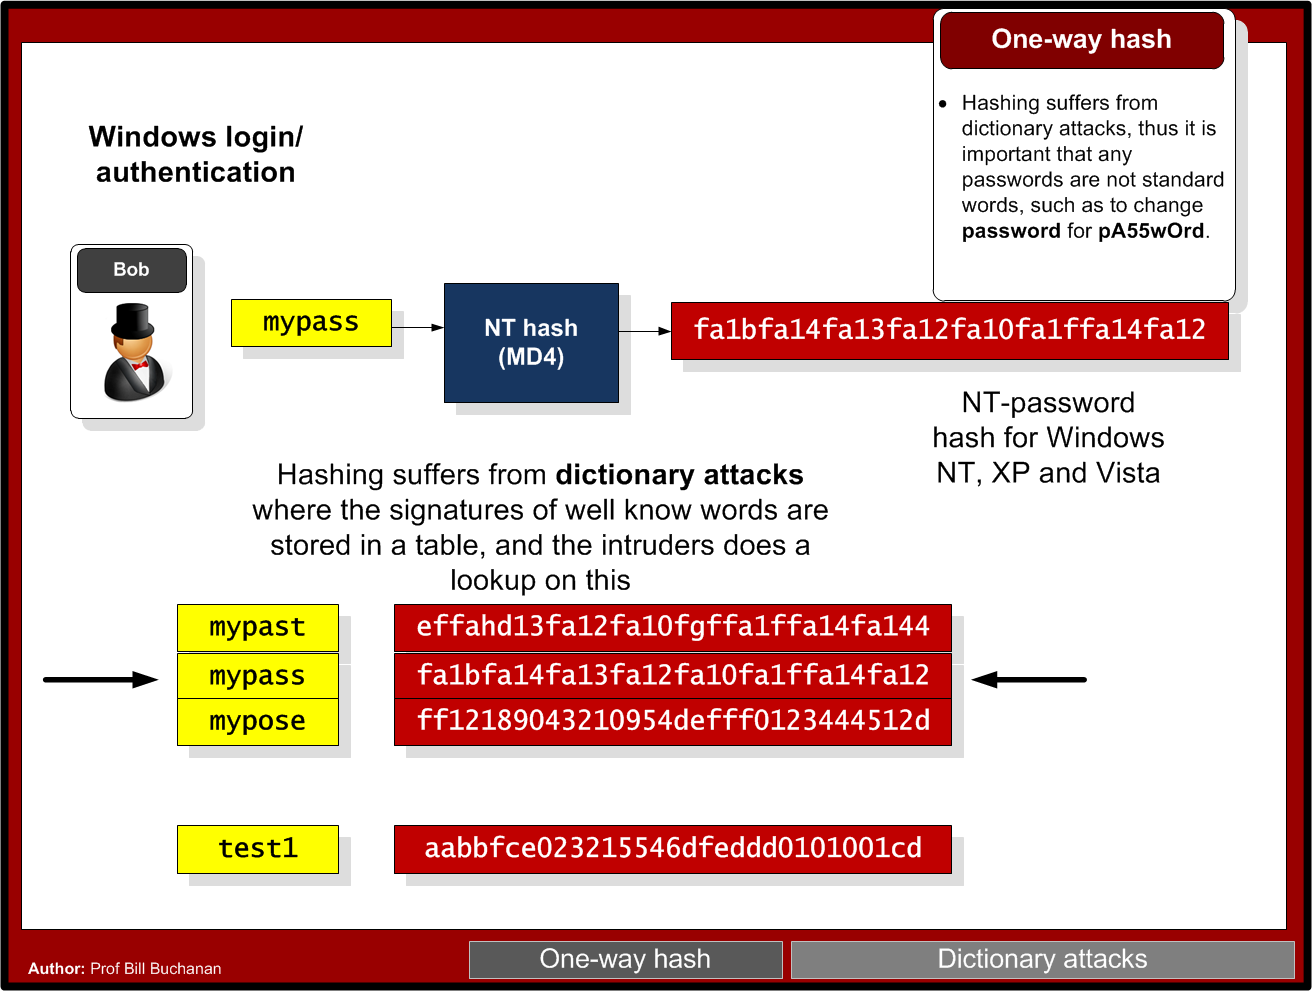 One-way hash
• Hashing suffers from
dictionary attacks, thus it is
important that any
passwords are not standard
words, such as to change
password for pA55wOrd.
Windows login/
authentication
Bob
mypass
NT hash
(MD4)
fa1bfa14fa13fa12fa10fa1ffa14fa12
NT-password
hash for Windows
NT, XP and Vista
Hashing suffers from dictionary attacks
where the signatures of well know words are
stored in a table, and the intruders does a
lookup on this
mypast effahd13fa12fa10fgffa1ffa14fa144
mypass fa1bfa14fa13fa12fa10fa1ffa14fa12
mypose ff12189043210954defff0123444512d
test1 aabbfce023215546dfeddd0101001cd
Author: Prof Bill Buchanan
One-way hash
Dictionary attacks